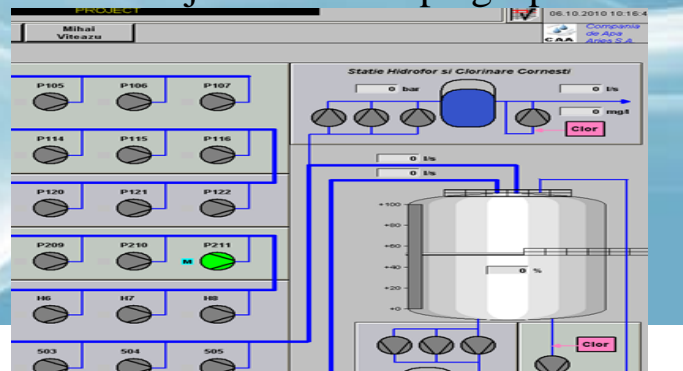 PROJECT
06.10.2010 10:16:4
Mihai
Viteazu
CAA
Compania
de Apa
Aries S.A.
P105 P106 P107
Statie Hidrofor si Clorinare Cornesti
0 bar
0 l/s
0 mg/l
Clor
P114 P115 P116
0 l/s
0 l/s
P120 P121 P122
+100
+80
+60
+40
+20
+0
0 %
P209 P210 P211
M
H6 H7 H8
503 504 505
Clor